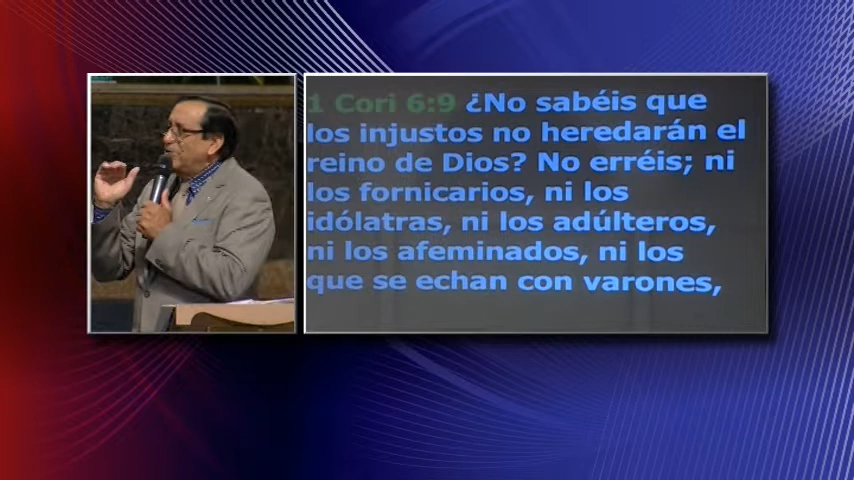 1 Cori 6:9 ¿No sabéis que
los injustos no heredarán el
reino de Dios? No erréis; ni
los fornicarios, ni los
idólatras, ni los adúlteros,
ni los afeminados, ni los
que se echan con varones,